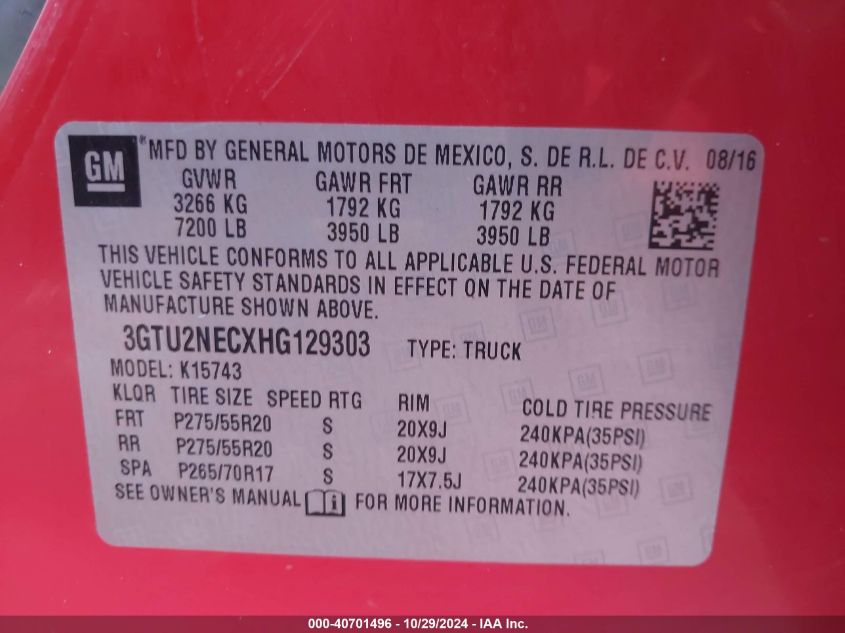 GM
®MFD BY GENERAL MOTORS DE MEXICO, S. DE R.L. DE C.V. 08/16
GVWR GAWR FRT GAWR RR
3266 KG 1792 KG 1792 KG
7200 LB 3950 LB 3950 LB
THIS VEHICLE CONFORMS TO ALL APPLICABLE U.S. FEDERAL MOTOR
VEHICLE SAFETY STANDARDS IN EFFECT ON THE DATE OF
MANUFACTURE SHOWN ABOVE.
3GTU2NECXHG129303 TYPE: TRUCK
MODEL: K15743
KLQR TIRE SIZE SPEED RTG RIM COLD TIRE PRESSURE
FRT P275/55R20 S 20X9J 240KPA(35PSI)
RR P275/55R20 S 20X9J 240KPA(35PSI)
SPA P265/70R17 S 17X7.5J 240KPA(35PSI)
SEE OWNER'S MANUAL i FOR MORE INFORMATION.
000-40701496 - 10/29/2024 - IAA Inc.